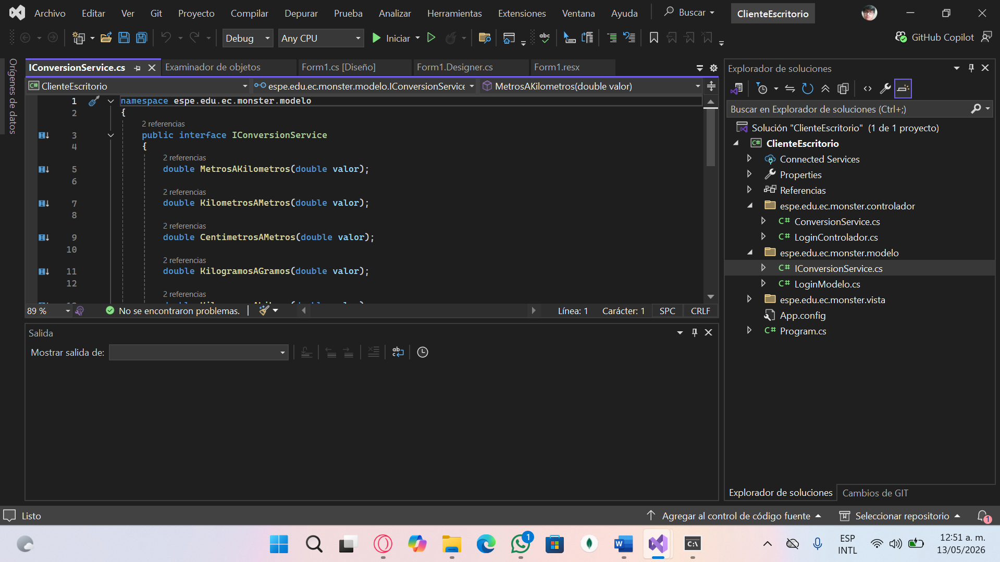 Archivo Editar Ver Git Proyecto Compilar Depurar Prueba Analizar Herramientas Extensiones Ventana Ayuda Buscar ClienteEscritorio
Debug Any CPU Iniciar GitHub Copilot
Orígenes de datos
IConversionService.cs Examinador de objetos Form1.cs [Diseño] Form1.Designer.cs Form1.resx
ClienteEscritorio espe.edu.ec.monster.modelo.IConversionService MetrosAKilometros(double valor)
1 namespace espe.edu.ec.monster.modelo
2 {
2 referencias
3 public interface IConversionService
4 {
2 referencias
5 double MetrosAKilometros(double valor);
6
2 referencias
7 double KilometrosAMetros(double valor);
8
2 referencias
9 double CentimetrosAMetros(double valor);
10
2 referencias
11 double KilogramosAGramos(double valor);
12
2 referencias
89 % No se encontraron problemas. Línea: 1 Carácter: 1 SPC CRLF
Salida
Mostrar salida de:
Explorador de soluciones
Buscar en Explorador de soluciones (Ctrl+;)
Solución "ClienteEscritorio" (1 de 1 proyecto)
C# ClienteEscritorio
Connected Services
Properties
Referencias
espe.edu.ec.monster.controlador
C# ConversionService.cs
C# LoginControlador.cs
espe.edu.ec.monster.modelo
C# IConversionService.cs
C# LoginModelo.cs
espe.edu.ec.monster.vista
App.config
C# Program.cs
Explorador de soluciones Cambios de GIT
Listo Agregar al control de código fuente Seleccionar repositorio 1
1
ESP
INTL
12:51 a. m.
13/05/2026